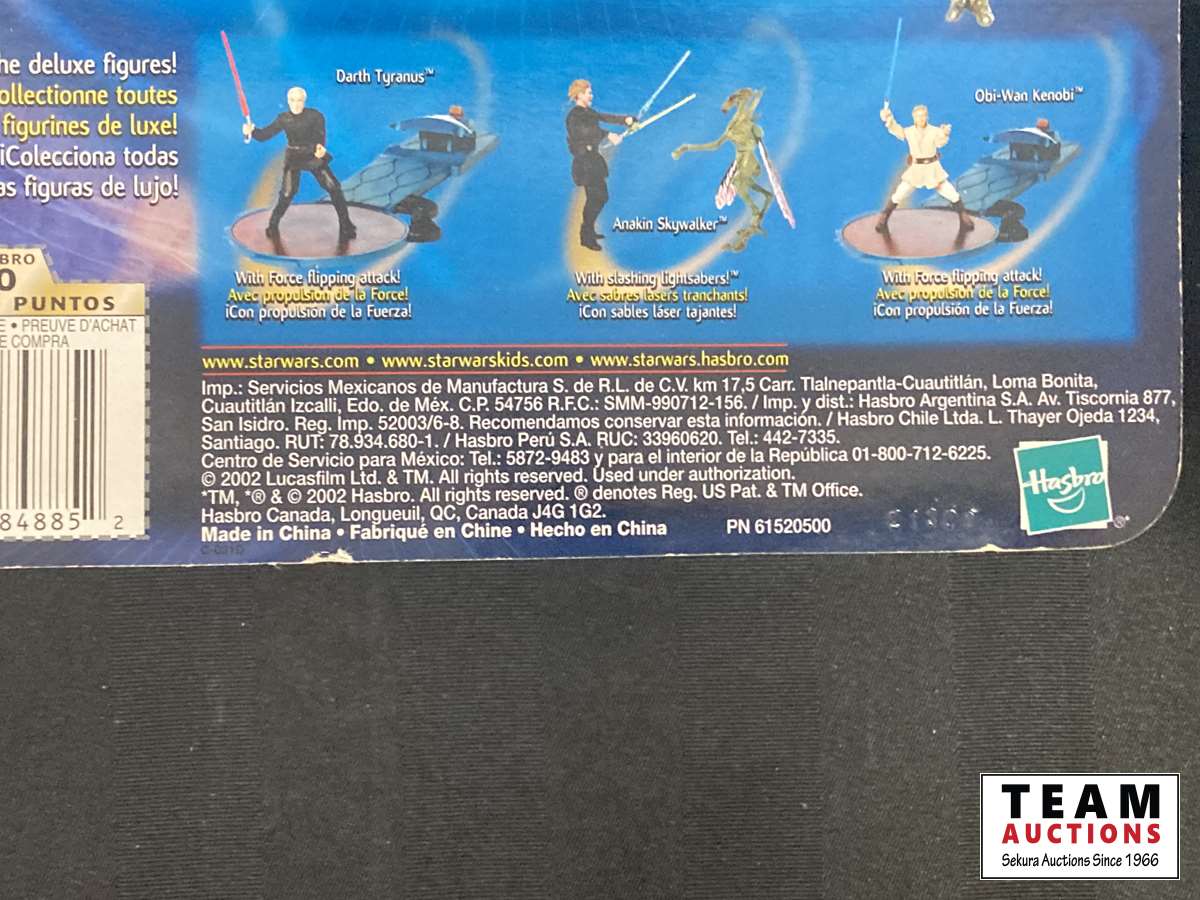 he deluxe figures!
ollectionne toutes
figurines de luxe!
¡Colecciona todas
as figuras de lujo!
BRO
0
PUNTOS
E • PREUVE D'ACHAT
E COMPRA
84885 2
Darth Tyranus™
With Force flipping attack!
Avec propulsion de la Force!
¡Con propulsión de la Fuerza!
Anakin Skywalker™
With slashing lightsabers!™
Avec sabres lasers tranchants!
¡Con sables láser tajantes!
Obi-Wan Kenobi™
With Force flipping attack!
Avec propulsion de la Force!
¡Con propulsión de la Fuerza!
www.starwars.com • www.starwarskids.com • www.starwars.hasbro.com
Imp.: Servicios Mexicanos de Manufactura S. de R.L. de C.V. km 17,5 Carr. Tlalnepantla-Cuautitlán, Loma Bonita,
Cuautitlán Izcalli, Edo. de Méx. C.P. 54756 R.F.C.: SMM-990712-156. / Imp. y dist.: Hasbro Argentina S.A. Av. Tiscornia 877,
San Isidro. Reg. Imp. 52003/6-8. Recomendamos conservar esta información. / Hasbro Chile Ltda. L. Thayer Ojeda 1234,
Santiago. RUT: 78.934.680-1. / Hasbro Perú S.A. RUC: 33960620. Tel.: 442-7335.
Centro de Servicio para México: Tel.: 5872-9483 y para el interior de la República 01-800-712-6225.
© 2002 Lucasfilm Ltd. & TM. All rights reserved. Used under authorization.
*TM, *® & © 2002 Hasbro. All rights reserved. ® denotes Reg. US Pat. & TM Office.
Hasbro Canada, Longueuil, QC, Canada J4G 1G2.
Made in China • Fabriqué en Chine • Hecho en China
PN 61520500
Hasbro
®*
TEAM
AUCTIONS
Sekura Auctions Since 1966